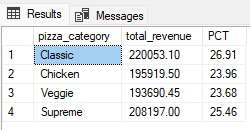 Results Messages
pizza_category total_revenue PCT
1 Classic 220053.10 26.91
2 Chicken 195919.50 23.96
3 Veggie 193690.45 23.68
4 Supreme 208197.00 25.46